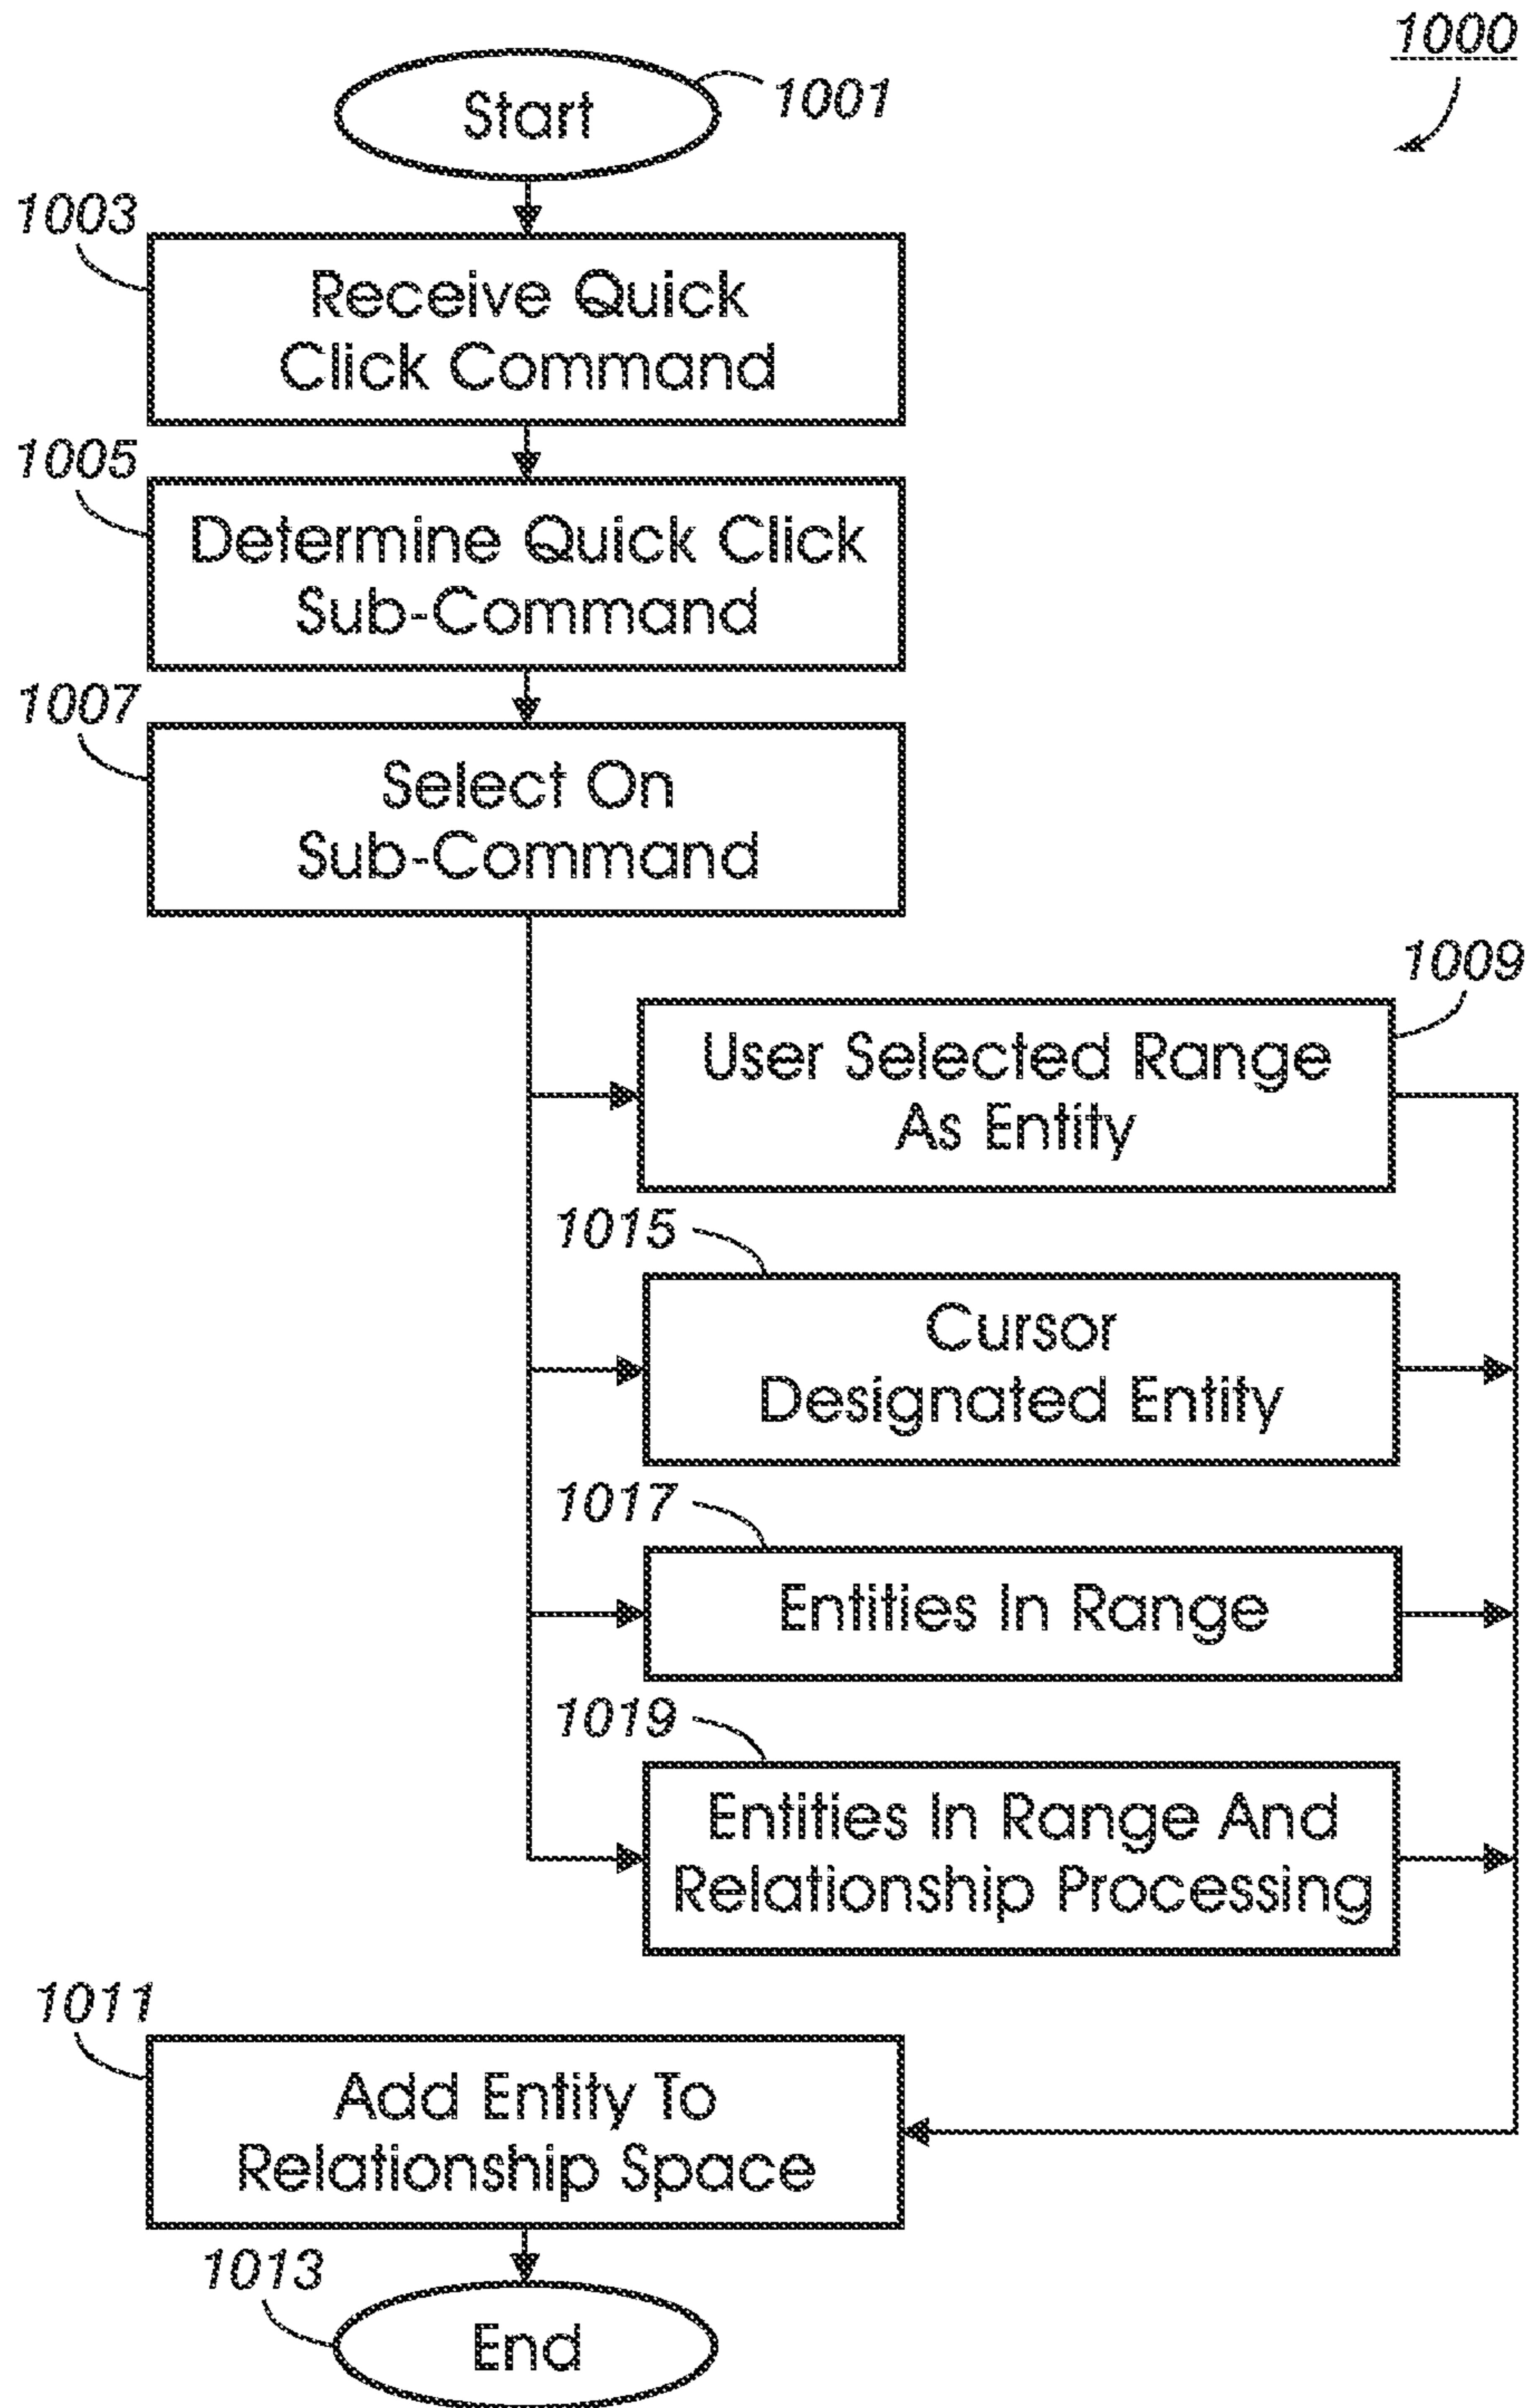 1000
Start
1001
1003
Receive Quick
Click Command
1005
Determine Quick Click
Sub-Command
1007
Select On
Sub-Command
1009
User Selected Range
As Entity
1015
Cursor
Designated Entity
1017
Entities In Range
1019
Entities In Range And
Relationship Processing
1011
Add Entity To
Relationship Space
1013
End